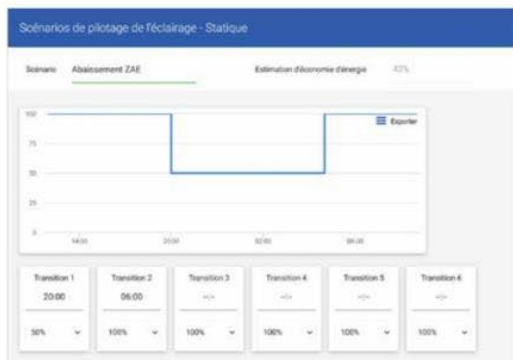 Scénarios de pilotage de l'éclairage - Statique
Scénario Abaissement ZAE Estimation d'économie d'énergie 43%
Exporter
100
75
50
25
0
14:00 20:00 02:00 08:00
Transition 1 Transition 2 Transition 3 Transition 4 Transition 5 Transition 6
20:00 06:00 --:-- --:-- --:-- --:--
50% 100% 100% 100% 100% 100%